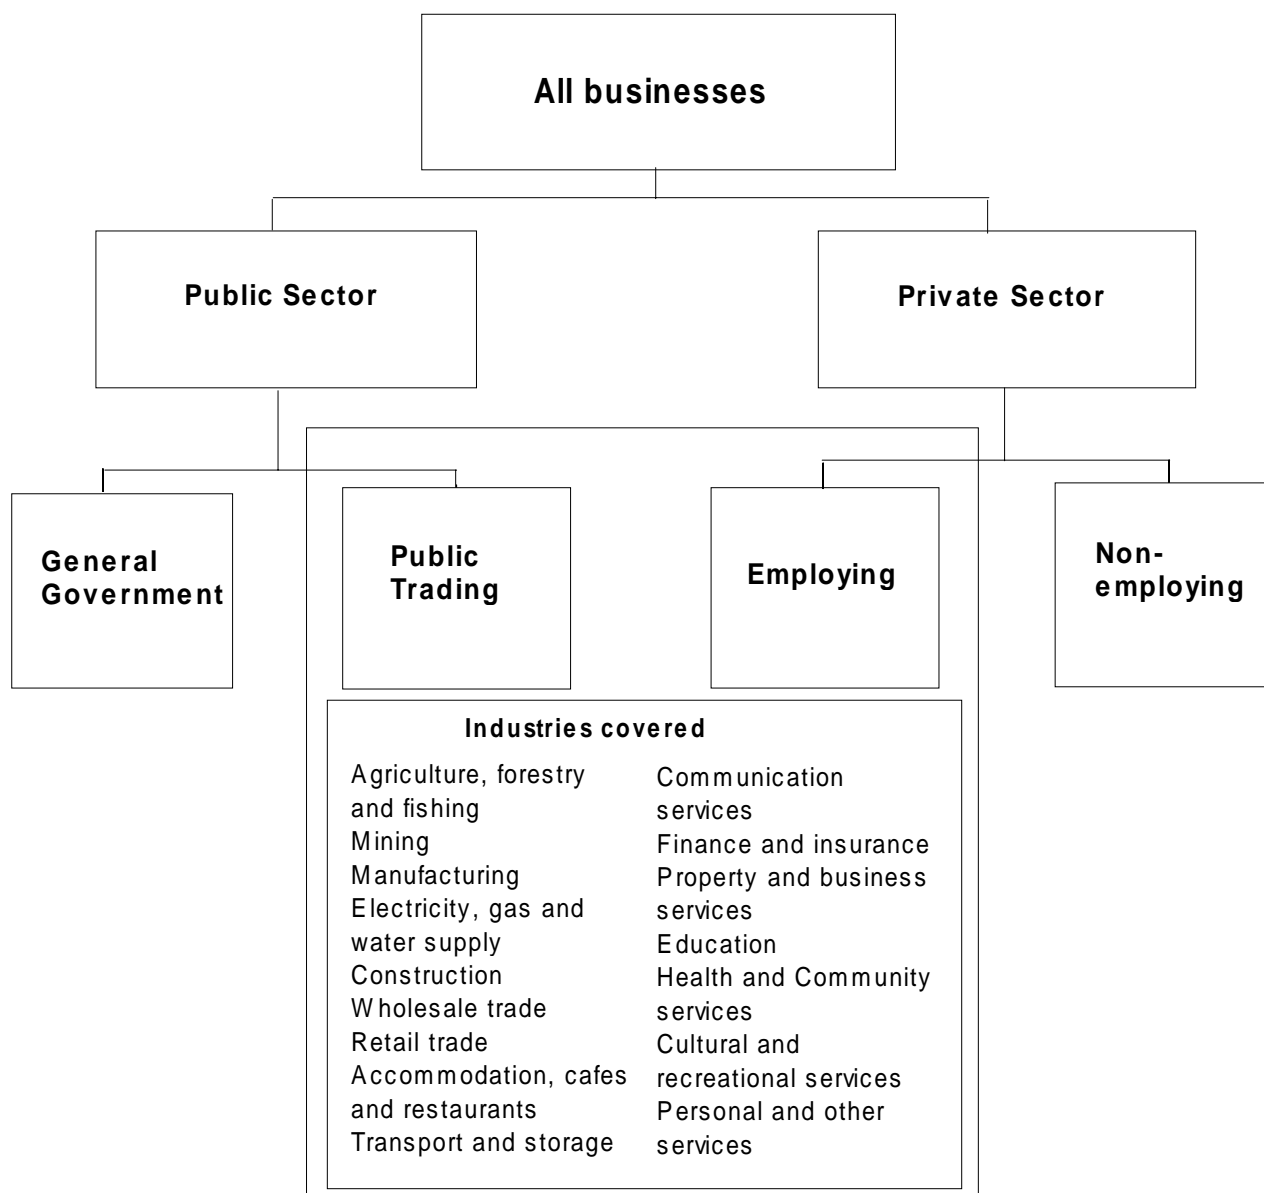 All businesses
Public Sector
Private Sector
General
Government
Public
Trading
Employing
Non-
employing
Industries covered
Agriculture, forestry
and fishing
Mining
Manufacturing
Electricity, gas and
water supply
Construction
Wholesale trade
Retail trade
Accommodation, cafes
and restaurants
Transport and storage
Communication
services
Finance and insurance
Property and business
services
Education
Health and Community
services
Cultural and
recreational services
Personal and other
services